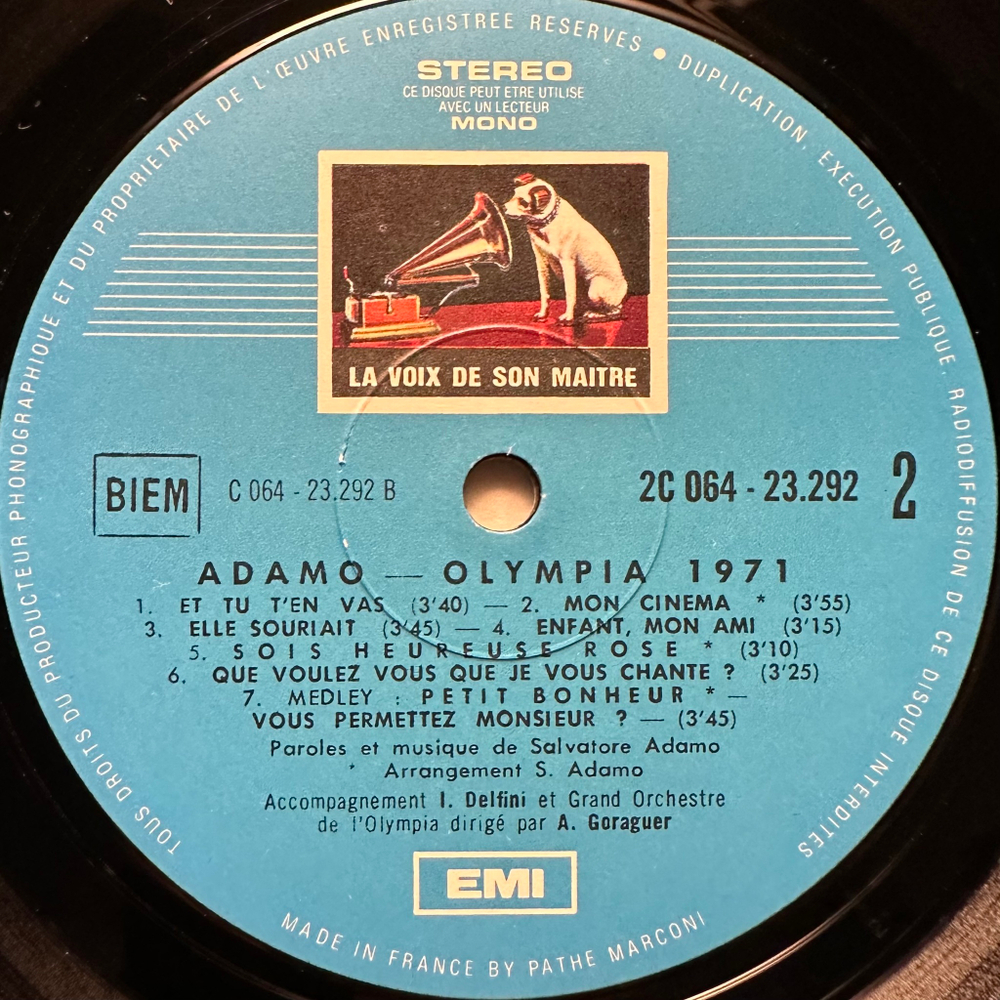 TOUS DROITS DU PRODUCTEUR PHONOGRAPHIQUE ET DU PROPRIETAIRE DE L'ŒUVRE ENREGISTREE RESERVES • DUPLICATION, EXECUTION PUBLIQUE, RADIODIFFUSION DE CE DISQUE INTERDITES
STEREO
CE DISQUE PEUT ETRE UTILISE
AVEC UN LECTEUR
MONO
LA VOIX DE SON MAITRE
BIEM C 064 - 23.292 B 2C 064 - 23.292 2
ADAMO — OLYMPIA 1971
1. ET TU T'EN VAS (3'40) — 2. MON CINEMA * (3'55)
3. ELLE SOURIAIT (3'45) — 4. ENFANT, MON AMI (3'15)
5. SOIS HEUREUSE ROSE * (3'10)
6. QUE VOULEZ VOUS QUE JE VOUS CHANTE ? (3'25)
7. MEDLEY : PETIT BONHEUR * —
VOUS PERMETTEZ MONSIEUR ? — (3'45)
Paroles et musique de Salvatore Adamo
* Arrangement S. Adamo
Accompagnement I. Delfini et Grand Orchestre
de l'Olympia dirigé par A. Goraguer
EMI
MADE IN FRANCE BY PATHE MARCONI